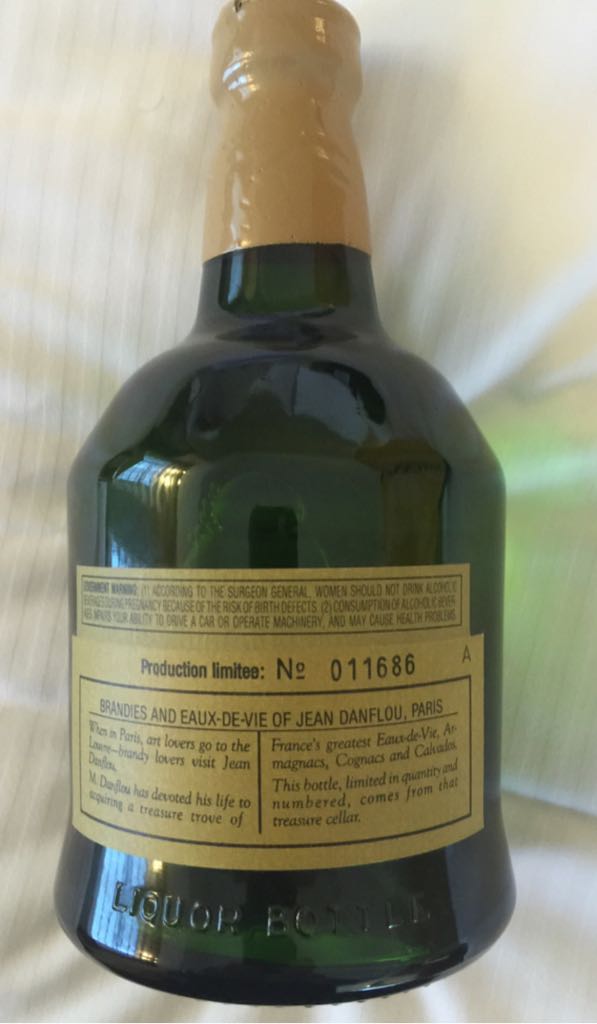 GOVERNMENT WARNING: (1) ACCORDING TO THE SURGEON GENERAL, WOMEN SHOULD NOT DRINK ALCOHOLIC
BEVERAGES DURING PREGNANCY BECAUSE OF THE RISK OF BIRTH DEFECTS. (2) CONSUMPTION OF ALCOHOLIC BEVER-
AGES IMPAIRS YOUR ABILITY TO DRIVE A CAR OR OPERATE MACHINERY, AND MAY CAUSE HEALTH PROBLEMS.
A
Production limitee: Nº 011686
BRANDIES AND EAUX-DE-VIE OF JEAN DANFLOU, PARIS
When in Paris, art lovers go to the
Louvre—brandy lovers visit Jean
Danflou.
M. Danflou has devoted his life to
acquiring a treasure trove of
France's greatest Eaux-de-Vie, Ar-
magnacs, Cognacs and Calvados.
This bottle, limited in quantity and
numbered, comes from that
treasure cellar.
LIQUOR BOTTLE